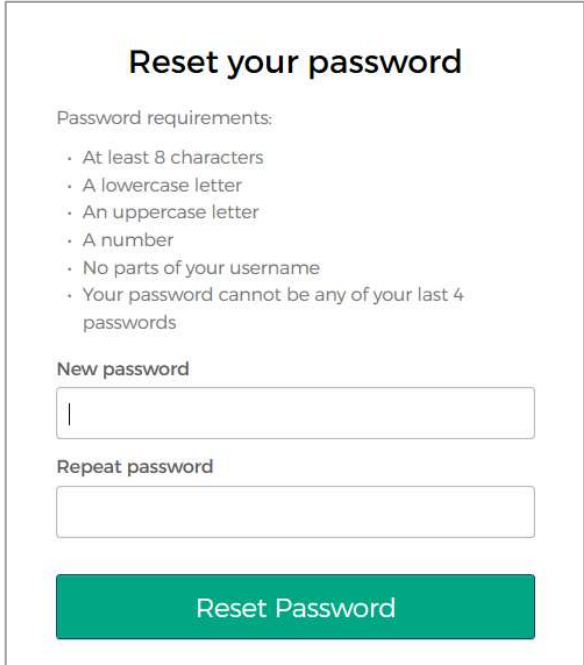 Reset your password
Password requirements:
• At least 8 characters
• A lowercase letter
• An uppercase letter
• A number
• No parts of your username
• Your password cannot be any of your last 4
passwords
New password
Repeat password
Reset Password